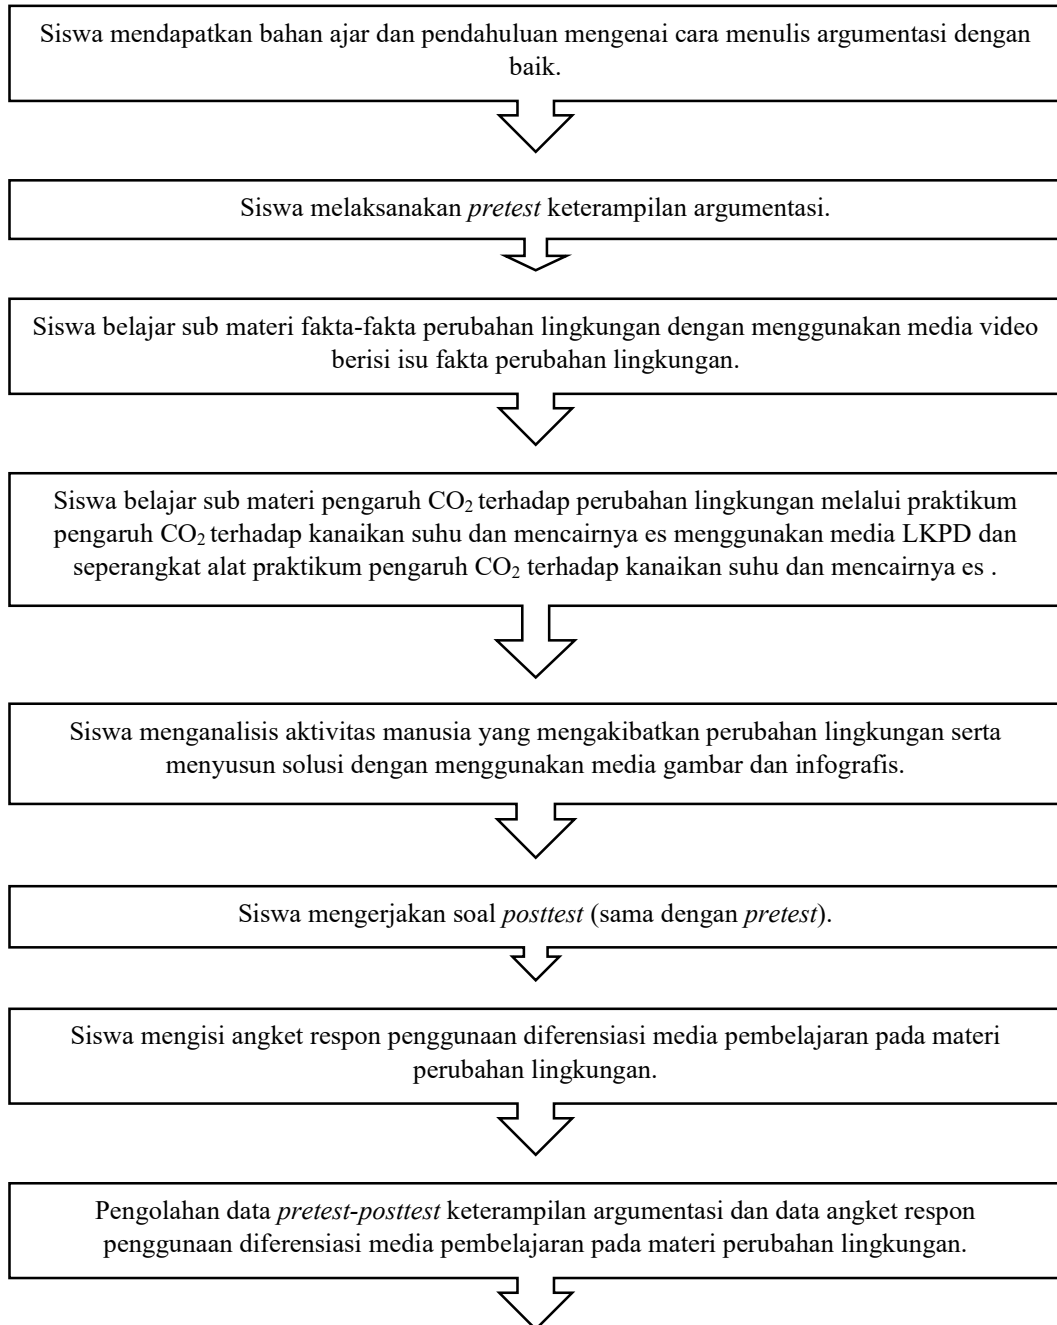 Siswa mendapatkan bahan ajar dan pendahuluan mengenai cara menulis argumentasi dengan
baik.
Siswa melaksanakan pretest keterampilan argumentasi.
Siswa belajar sub materi fakta-fakta perubahan lingkungan dengan menggunakan media video
berisi isu fakta perubahan lingkungan.
Siswa belajar sub materi pengaruh CO₂ terhadap perubahan lingkungan melalui praktikum
pengaruh CO₂ terhadap kanaikan suhu dan mencairnya es menggunakan media LKPD dan
seperangkat alat praktikum pengaruh CO₂ terhadap kanaikan suhu dan mencairnya es .
Siswa menganalisis aktivitas manusia yang mengakibatkan perubahan lingkungan serta
menyusun solusi dengan menggunakan media gambar dan infografis.
Siswa mengerjakan soal posttest (sama dengan pretest).
Siswa mengisi angket respon penggunaan diferensiasi media pembelajaran pada materi
perubahan lingkungan.
Pengolahan data pretest-posttest keterampilan argumentasi dan data angket respon
penggunaan diferensiasi media pembelajaran pada materi perubahan lingkungan.